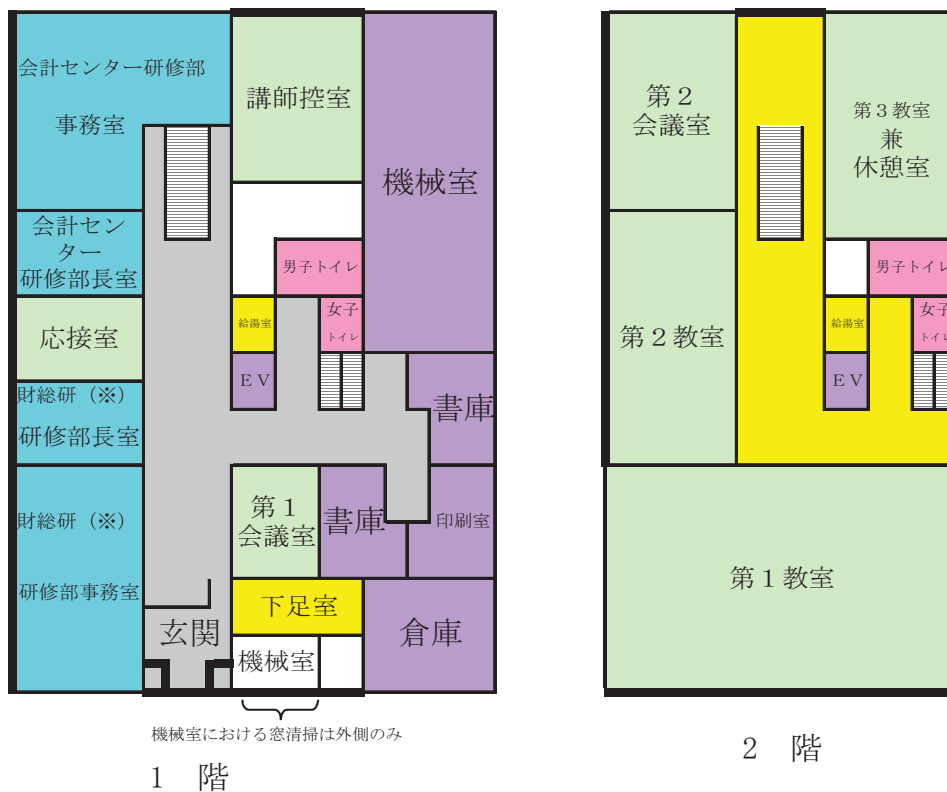 会計センター研修部
事務室
講師控室
機械室
会計セン
ター
研修部長室
男子トイレ
応接室
給湯室
女子
トイレ
ＥＶ
財総研（※）
研修部長室
書庫
第１
会議室
書庫
財総研（※）
印刷室
研修事務室
下足室
玄関
倉庫
機械室
機械室における窓清掃は外側のみ
１　階
第２
会議室
第３教室
兼
休憩室
男子トイレ
第２教室
給湯室
女子
トイレ
ＥＶ
第１教室
２　階